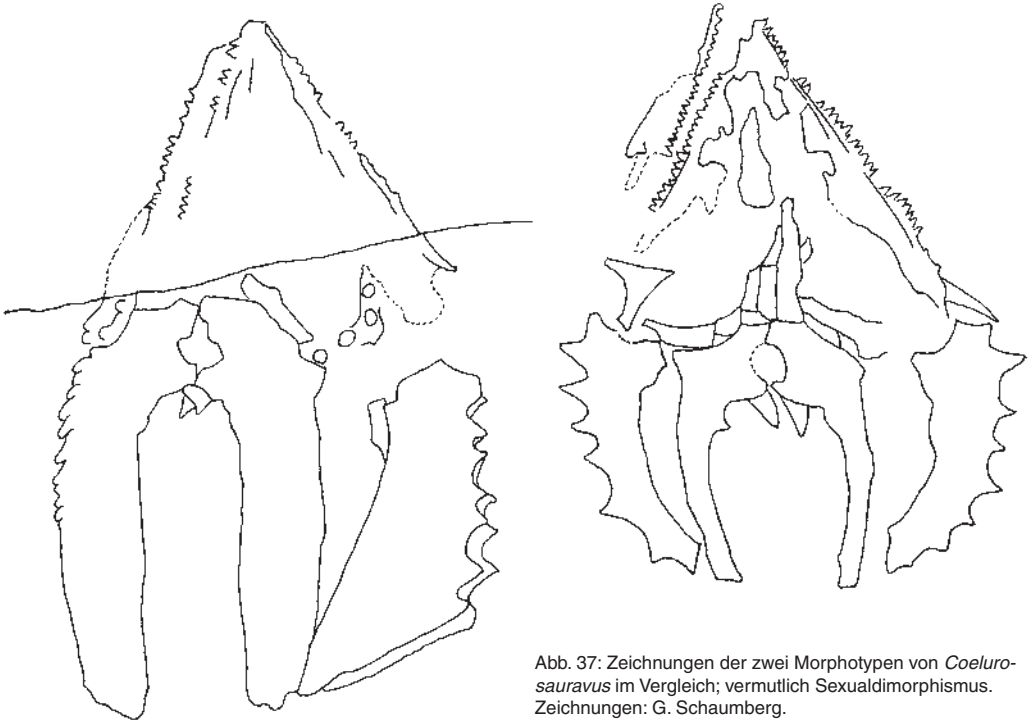 Abb. 37: Zeichnungen der zwei Morphotypen von Coeluro-
sauravus im Vergleich; vermutlich Sexualdimorphismus.
Zeichnungen: G. Schaumberg.